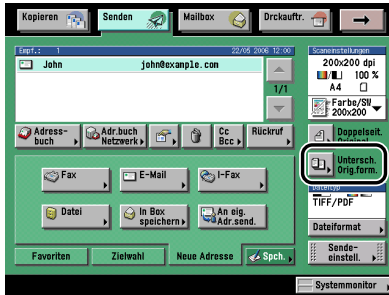 Kopieren
Senden
Mailbox
Drckauftr.
Empf.: 1
22/05 2006 12:00
John john@example.com
1/1
Adress-
buch
Adr.buch
Netzwerk
Cc
Bcc
Rückruf
Fax
E-Mail
I-Fax
Datei
In Box
speichern
An eig.
Adr.send.
Favoriten
Zielwahl
Neue Adresse
Spch.
Scaneinstellungen
200x200 dpi
100 %
A4
Farbe/SW
200x200
Doppelseit.
Original
Untersch.
Orig.form.
Dateityp
TIFF/PDF
Dateiformat
Sende-
einstell.
Systemmonitor